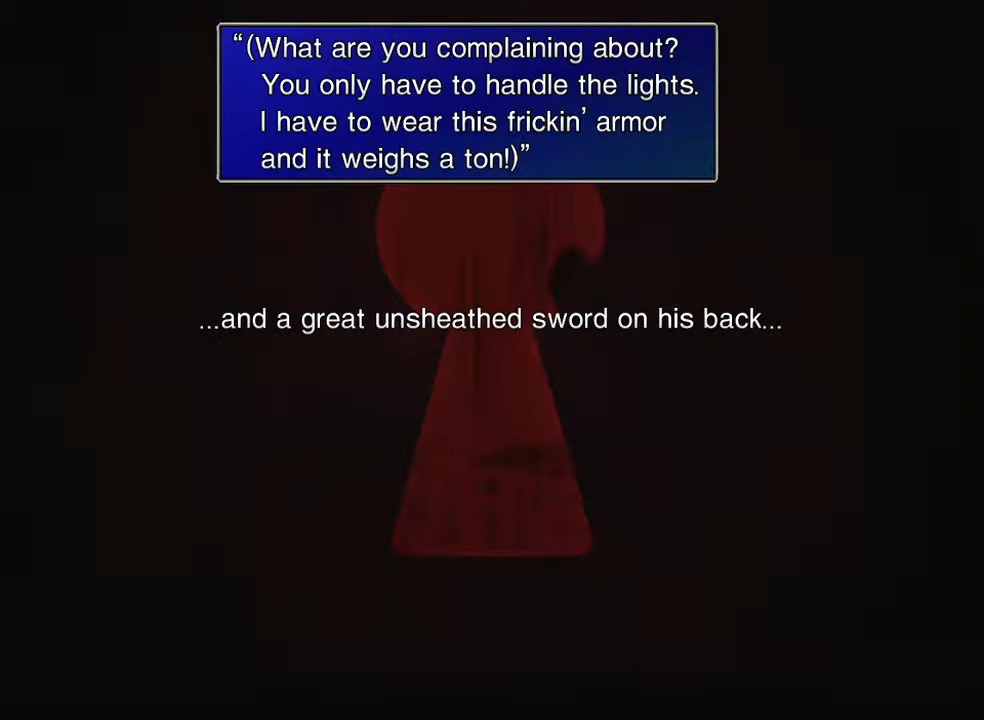 “(What are you complaining about?
You only have to handle the lights.
I have to wear this frickin’ armor
and it weighs a ton!)”
...and a great unsheathed sword on his back...